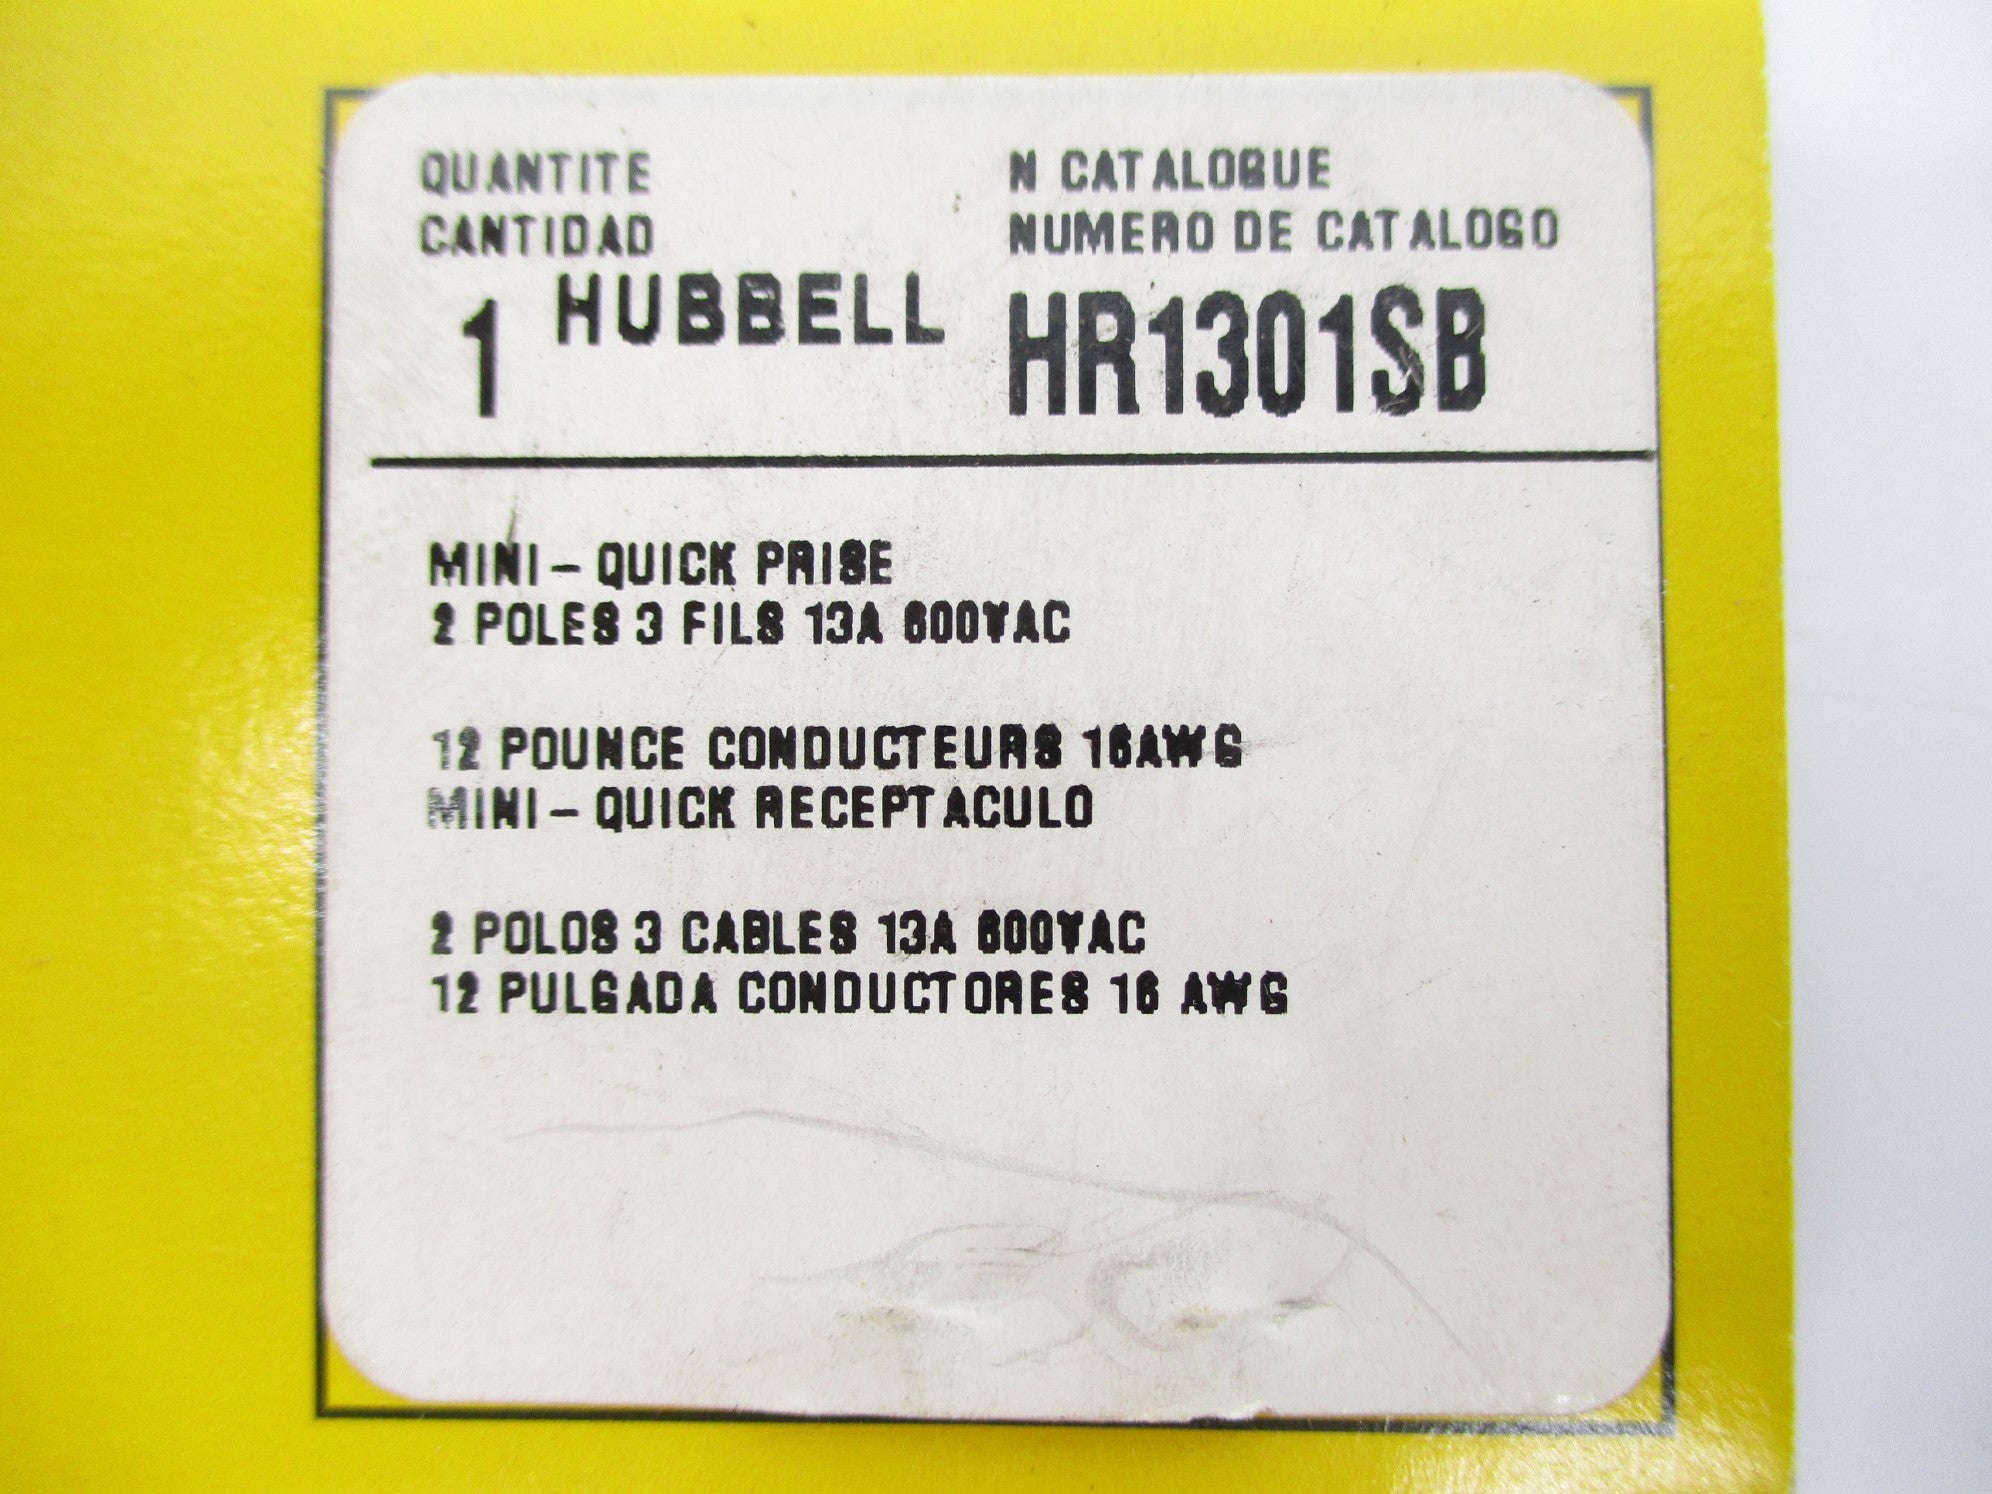 QUANTITE
CANTIDAD
N CATALOGUE
NUMERO DE CATALOGO
1 HUBBELL HR1301SB
MINI-QUICK PRISE
2 POLES 3 FILS 13A 600VAC
12 POUNCE CONDUCTEURS 16AWG
MINI-QUICK RECEPTACULO
2 POLOS 3 CABLES 13A 600VAC
12 PULGADA CONDUCTORES 16 AWG